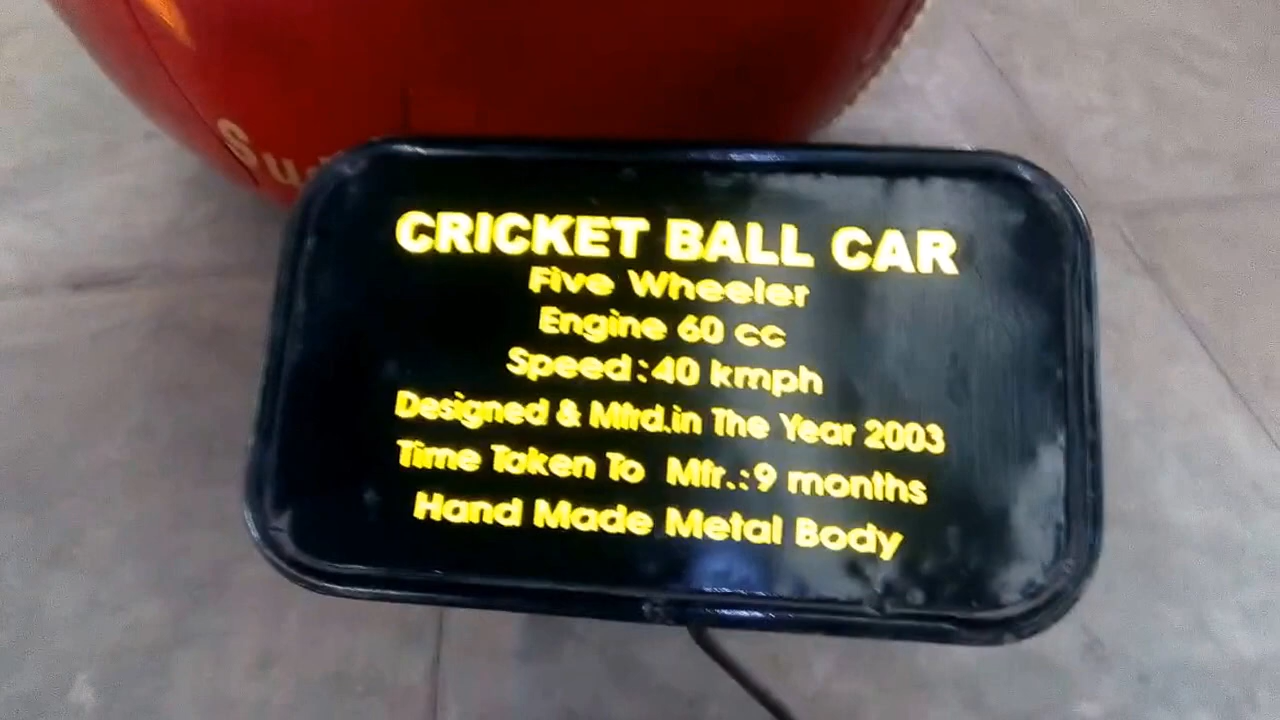 Su
CRICKET BALL CAR
Five Wheeler
Engine 60 cc
Speed:40 kmph
Designed & Mfrd.in The Year 2003
Time Taken To Mfr.:9 months
Hand Made Metal Body